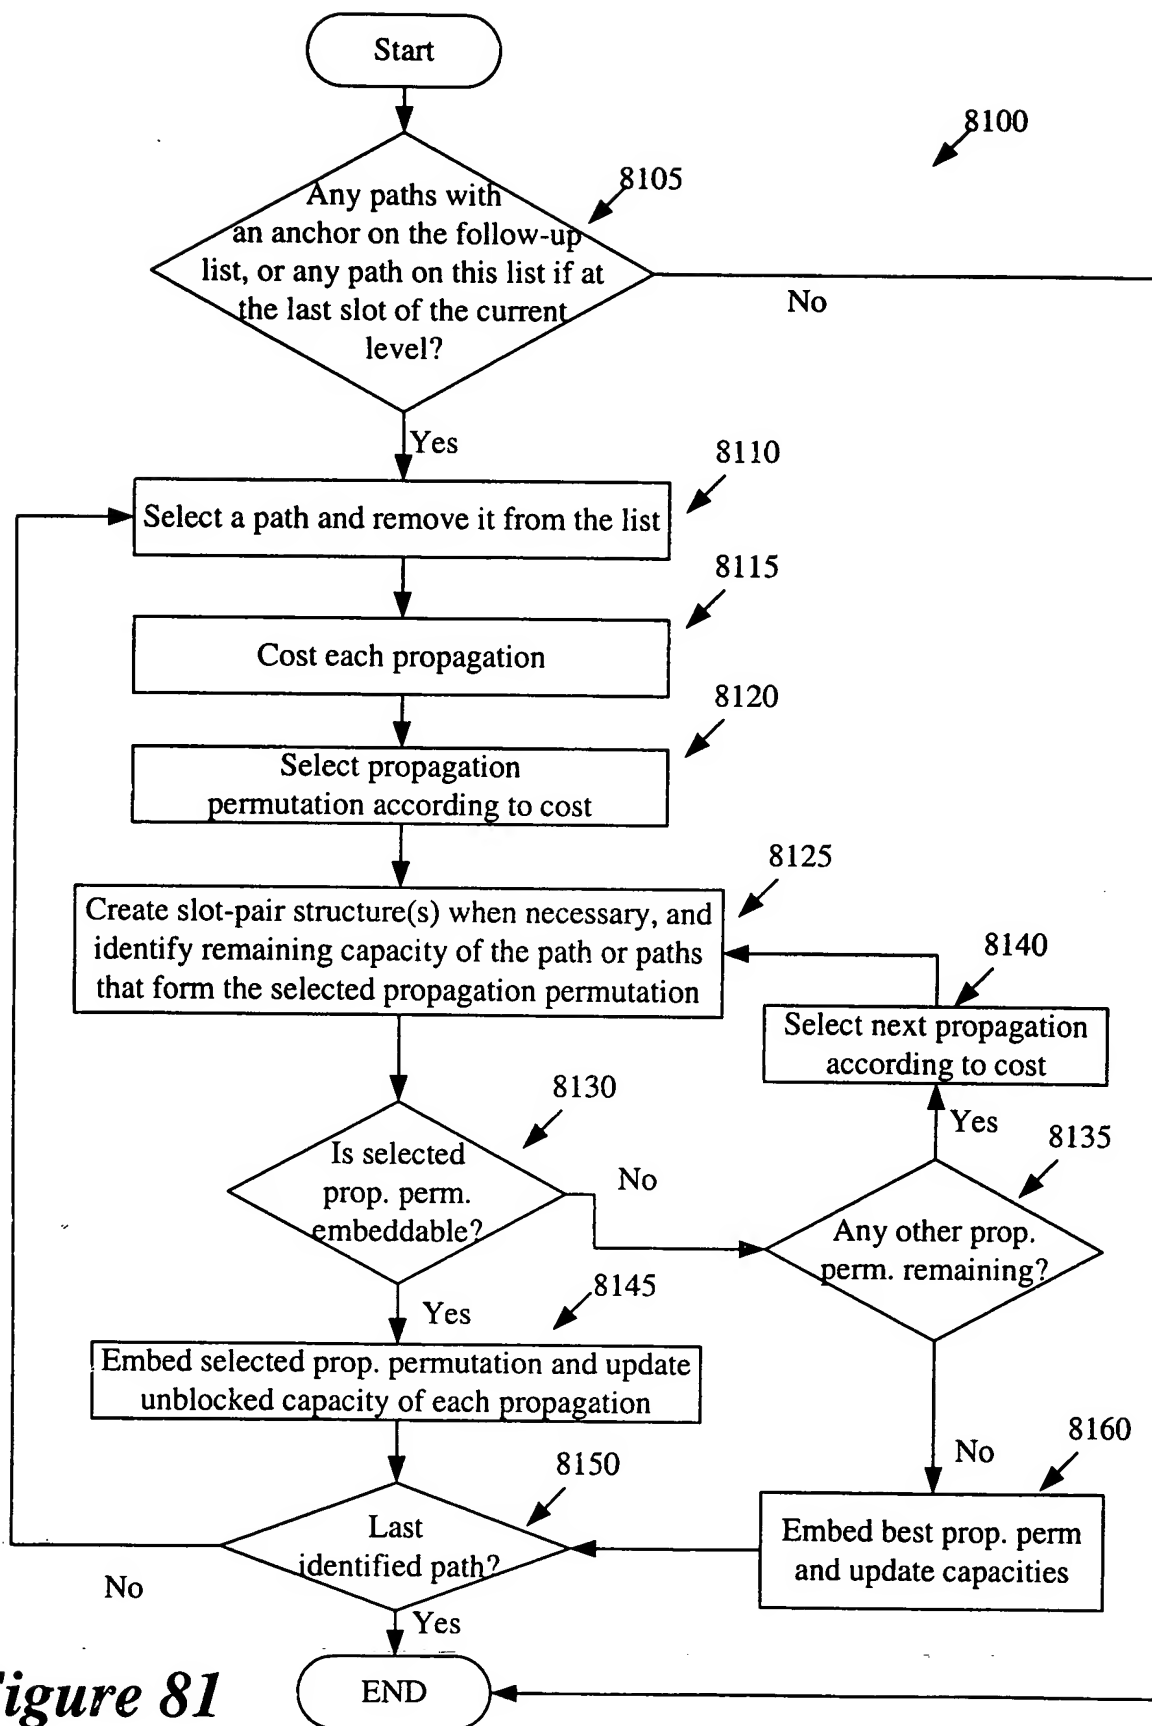 Start
8100
8105
Any paths with
an anchor on the follow-up
list, or any path on this list if at
the last slot of the current
level?
No
Yes
8110
Select a path and remove it from the list
8115
Cost each propagation
8120
Select propagation
permutation according to cost
8125
Create slot-pair structure(s) when necessary, and
identify remaining capacity of the path or paths
that form the selected propagation permutation
8140
Select next propagation
according to cost
8130
Is selected
prop. perm.
embeddable?
No
Yes
8135
Any other prop.
perm. remaining?
8145
Yes
Embed selected prop. permutation and update
unblocked capacity of each propagation
No
8160
Embed best prop. perm
and update capacities
8150
Last
identified path?
No
Yes
END
igure 81